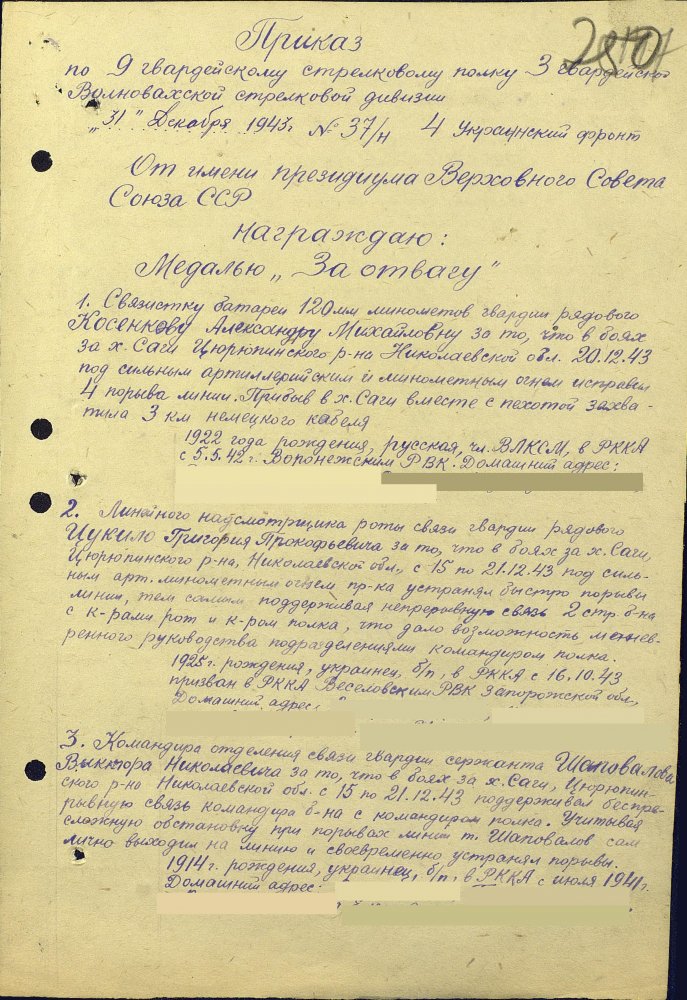 Приказ
по 9 гвардейскому стрелковому полку 3 гвардейской
Волновахской стрелковой дивизии
"31" Декабря 1943г. № 37/н 4 Украинский фронт
От имени президиума Верховного Совета
Союза ССР
награждаю:
Медалью „За отвагу"
1. Связистку батареи 120мм минометов гвардии рядового
Косенкову Александру Михайловну за то, что в боях
за х. Саги Цюрюпинского р-на Николаевской обл. 20.12.43
под сильным артиллерийским и минометным огнем исправил
4 порыва линии. Прибыв в х. Саги вместе с пехотой захва-
тила 3 км немецкого кабеля
1922 года рождения, русская, чл. ВЛКСМ, в РККА
с 5.5.42 г. Воронежским РВК. Домашний адрес:
2. Линейного надсмотрщика роты связи гвардии рядового
Цукило Григория Прокофьевича за то, что в боях за х. Саги,
Цюрюпинского р-на, Николаевской обл., с 15 по 21.12.43 под силь-
ным арт. минометным огнем пр-ка устранял быстро порывы
линии, тем самым поддерживая непрерывную связь 2 стр. б-на
с к-рами рот и к-ром полка, что дало возможность манев-
ренного руководства подразделениями командиром полка.
1925г. рождения, украинец, б/п, в РККА с 16.10.43
призван в РККА Веселовским РВК Запорожской обл.,
Домашний адрес:
3. Командира отделения связи гвардии сержанта Шаповалова
Виктора Николаевича за то, что в боях за х. Саги, Цюрюпин-
ского р-на Николаевской обл. с 15 по 21.12.43 поддерживал беспре-
рывную связь командира б-на с командиром полка. Учитывая
сложную обстановку при порывах линий т. Шаповалов сам
лично выходил на линию и своевременно устранял порывы.
1914г. рождения, украинец, б/п, в РККА с июля 1941г.
Домашний адрес: